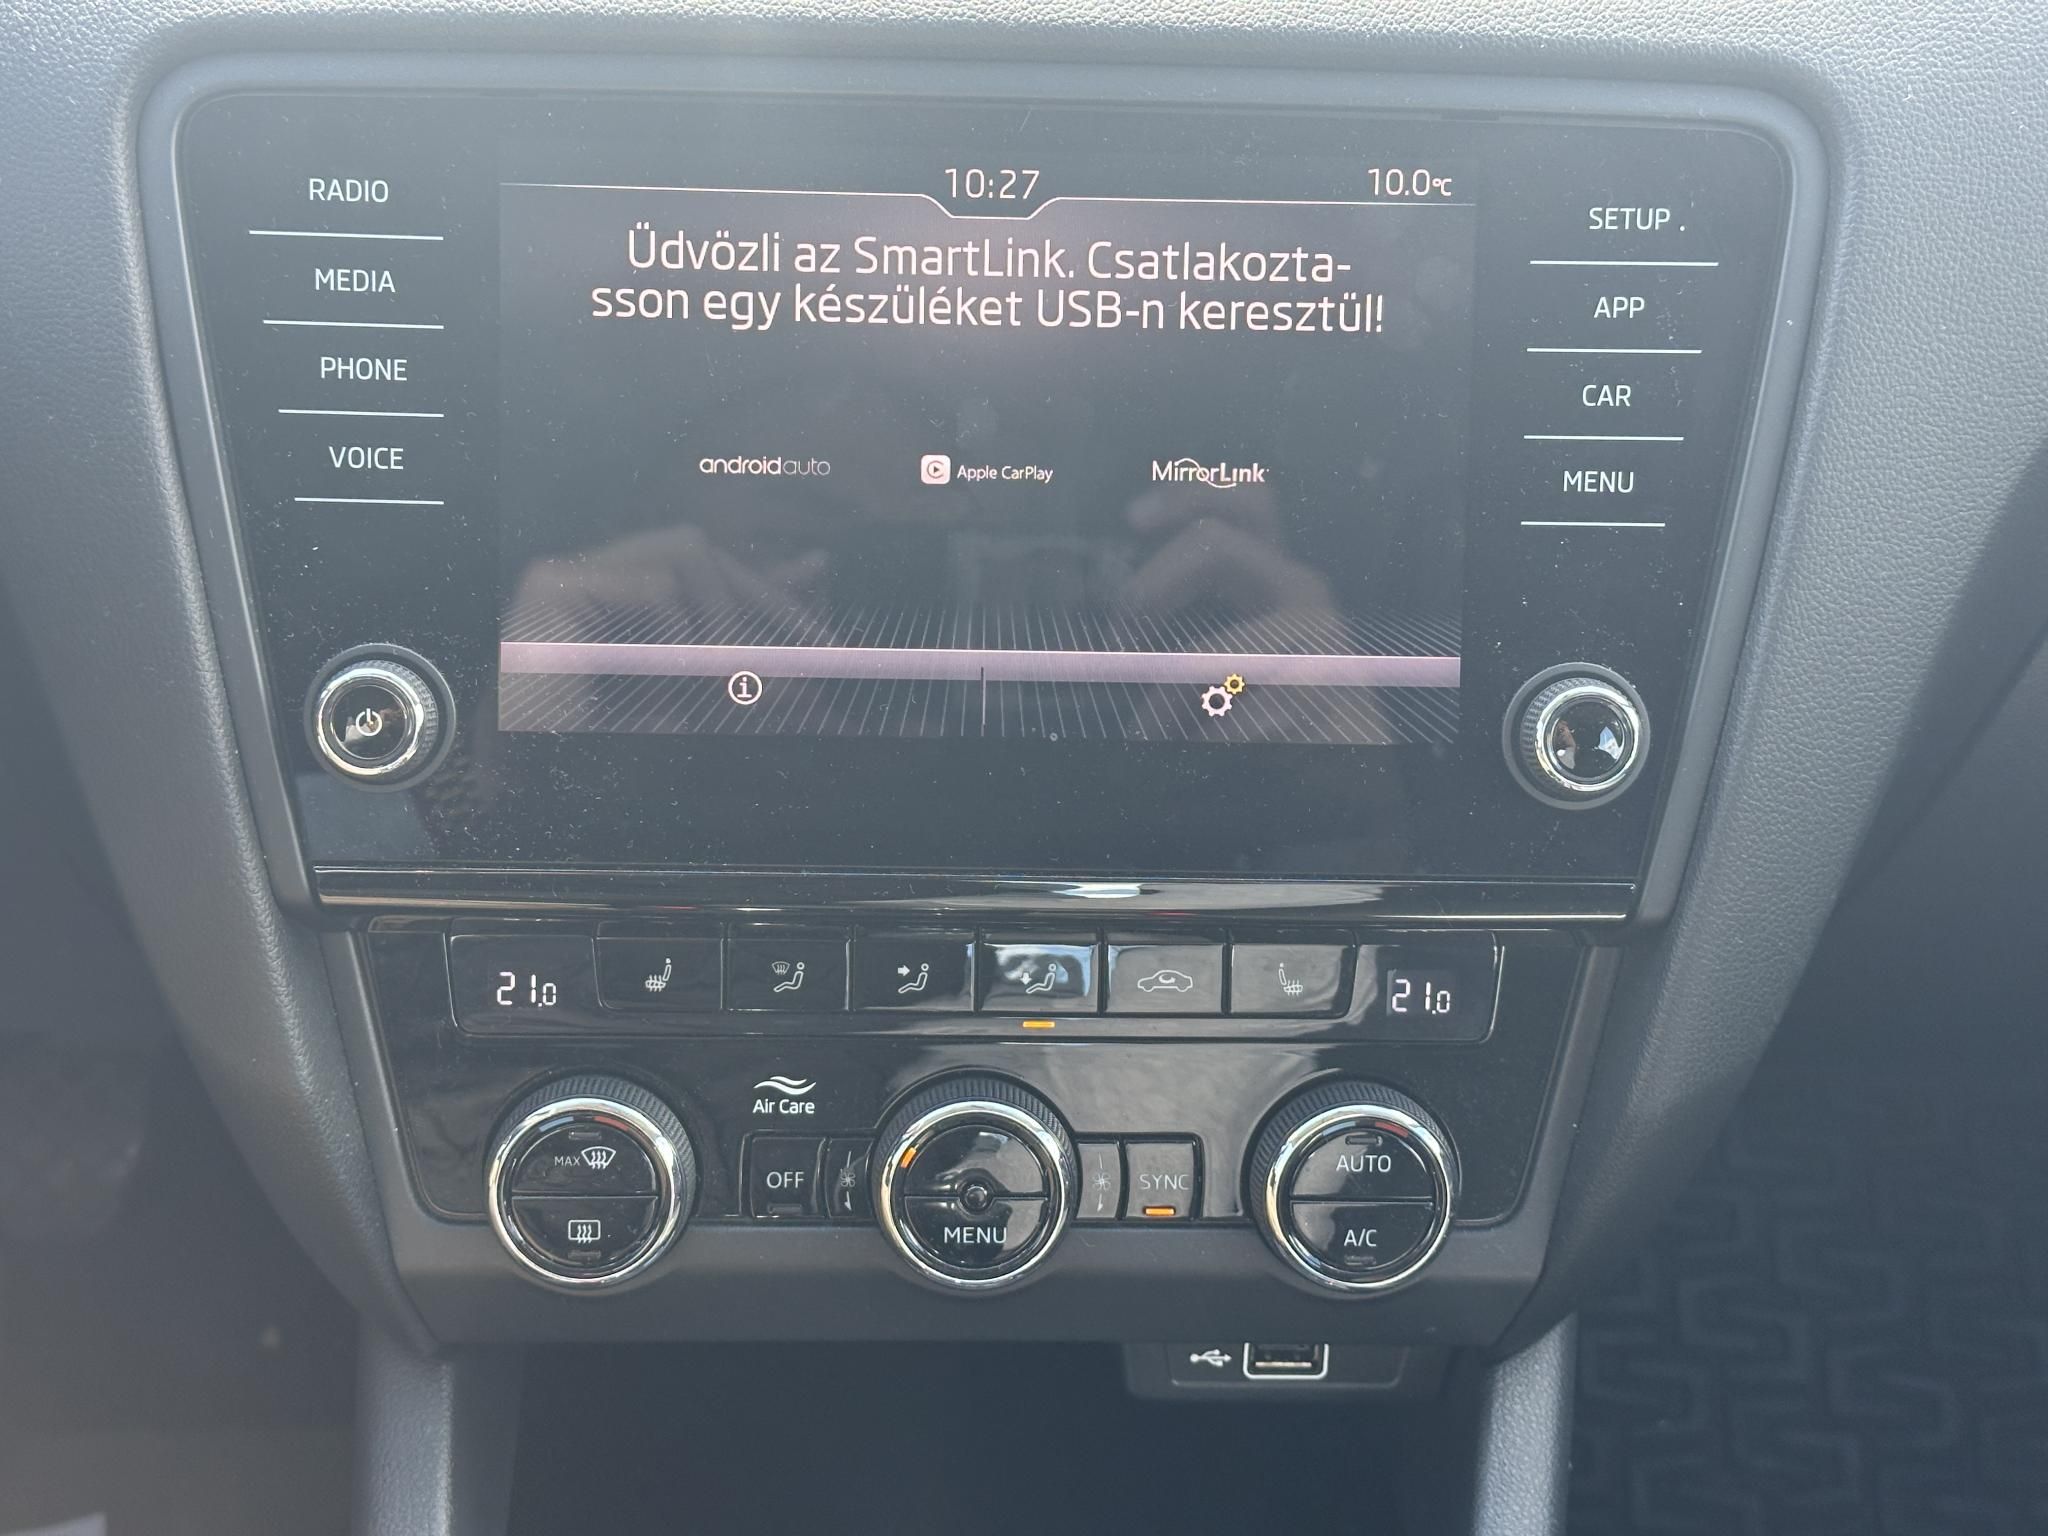 RADIO
MEDIA
PHONE
VOICE
10:27
10.0°C
Üdvözli az SmartLink. Csatlakozta-
sson egy készüléket USB-n keresztül!
androidauto
Apple CarPlay
MirrorLink
SETUP .
APP
CAR
MENU
21.0
21.0
Air Care
MAX
OFF
MENU
SYNC
AUTO
A/C